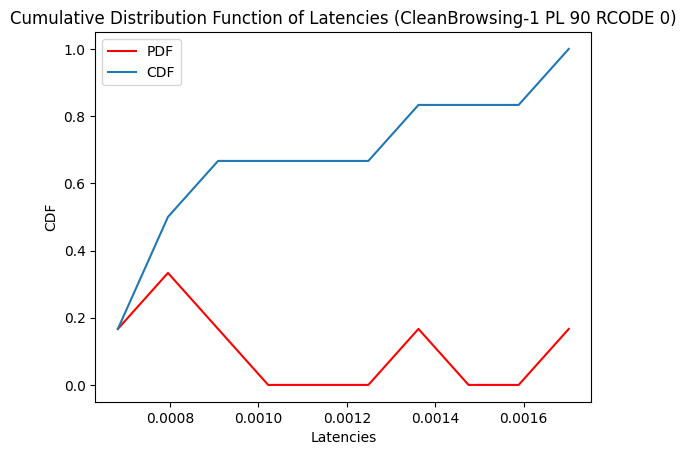 Cumulative Distribution Function of Latencies (CleanBrowsing-1 PL 90 RCODE 0)
PDF
CDF
1.0
0.8
0.6
0.4
0.2
0.0
CDF
0.0008 0.0010 0.0012 0.0014 0.0016
Latencies